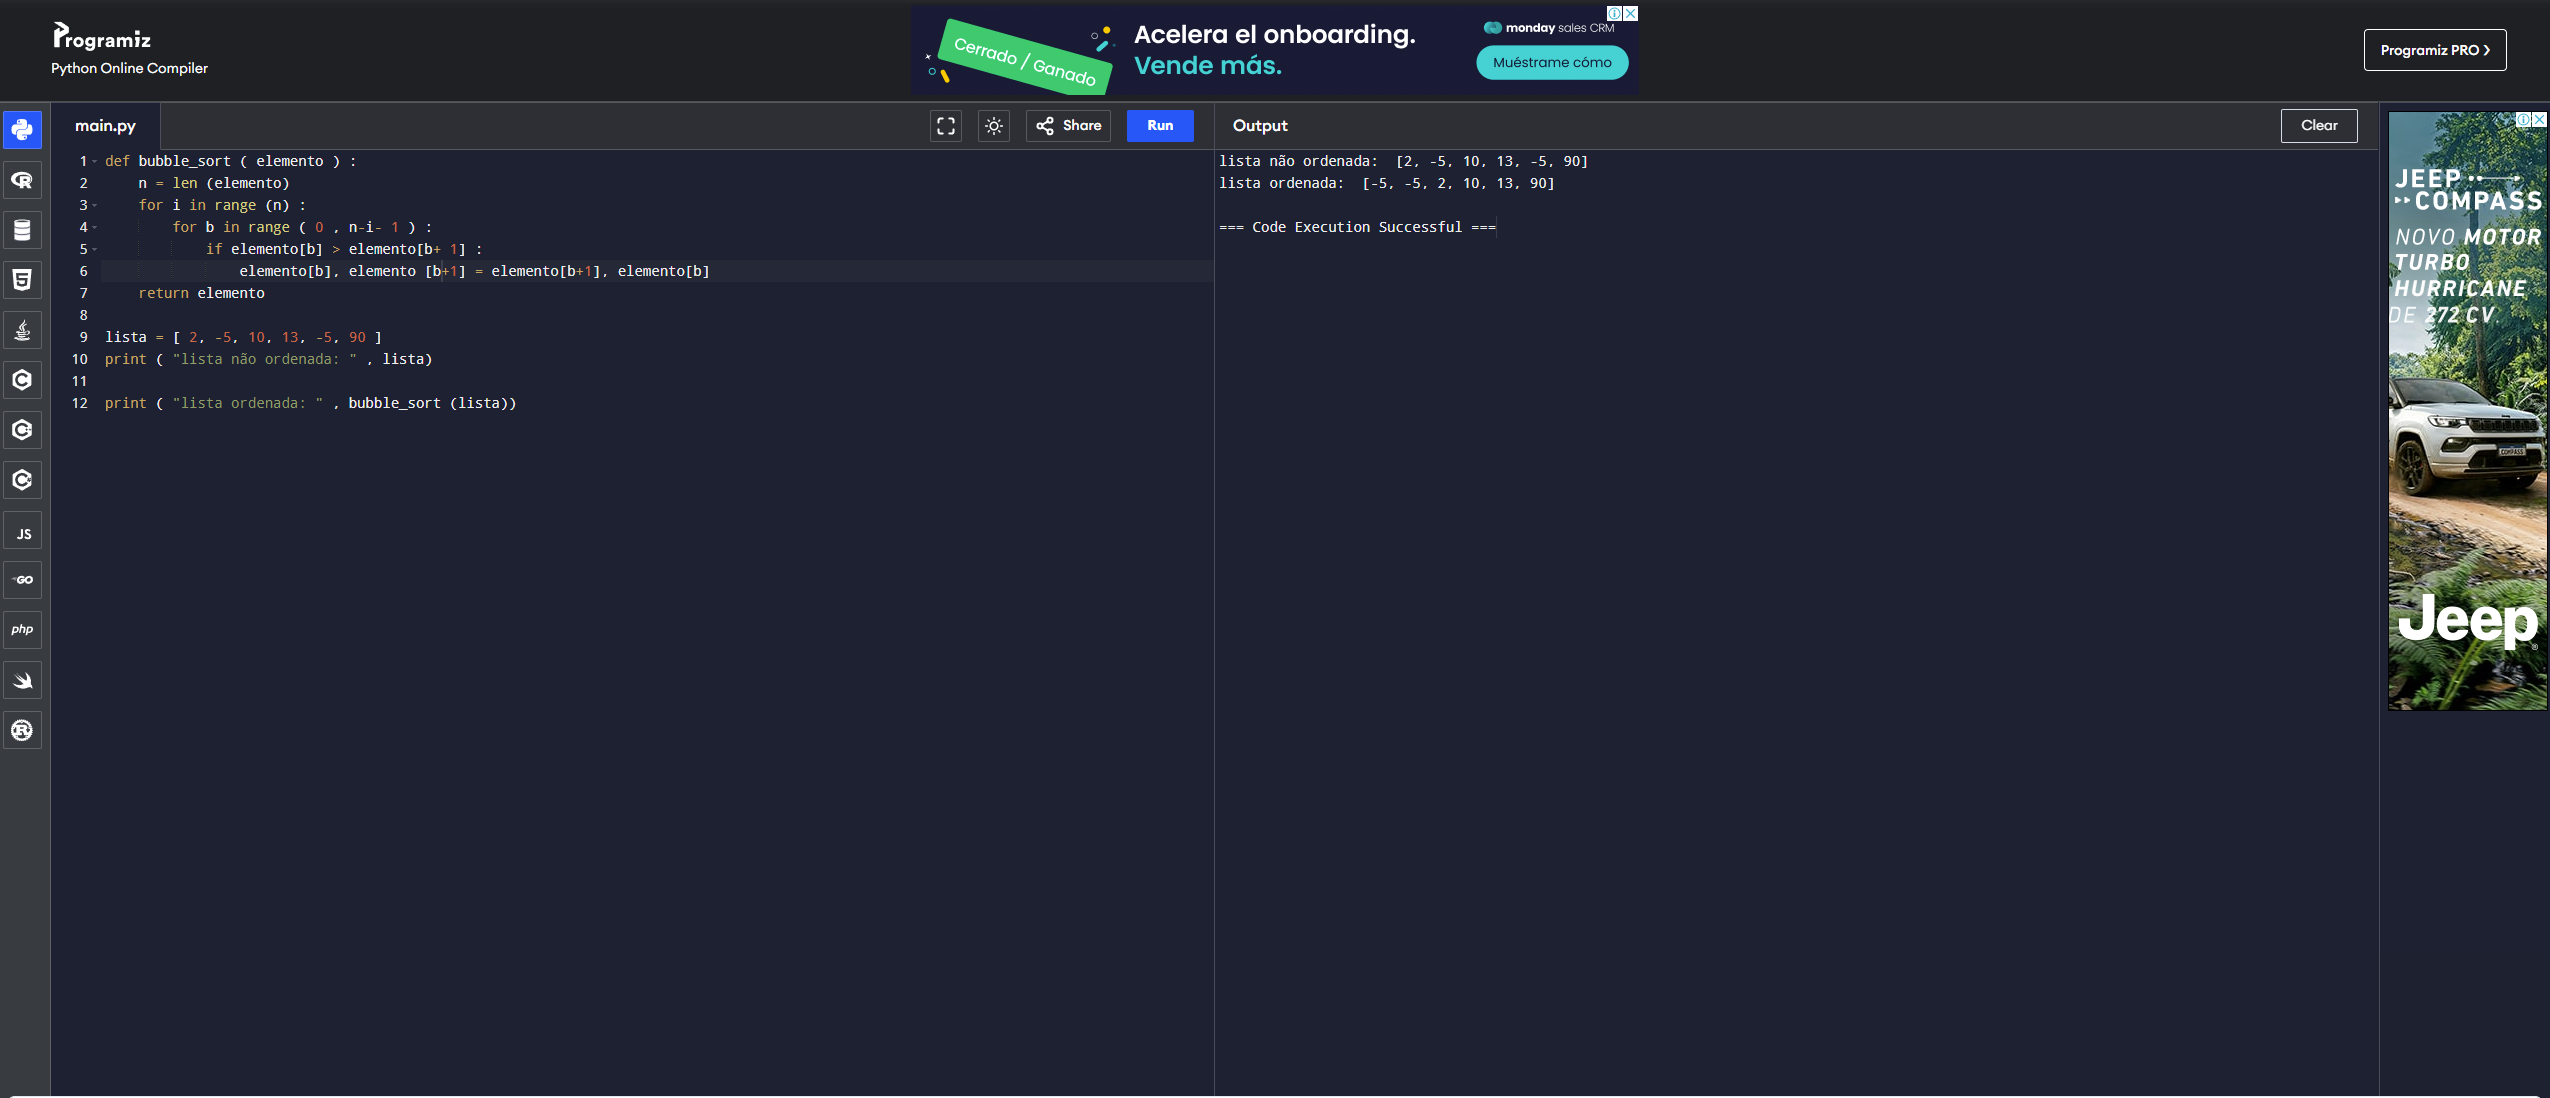 Programiz
Python Online Compiler
Cerrado / Ganado
Acelera el onboarding.
Vende más.
monday sales CRM
Muéstrame cómo
Programiz PRO
main.py
Share
Run
Output
Clear
1 def bubble_sort ( elemento ) :
2 n = len (elemento)
3 for i in range (n) :
4 for b in range ( 0 , n-i- 1 ) :
5 if elemento[b] > elemento[b+ 1] :
6 elemento[b], elemento [b+1] = elemento[b+1], elemento[b]
7 return elemento
8
9 lista = [ 2, -5, 10, 13, -5, 90 ]
10 print ( "lista não ordenada: " , lista)
11
12 print ( "lista ordenada: " , bubble_sort (lista))
lista não ordenada:  [2, -5, 10, 13, -5, 90]
lista ordenada:  [-5, -5, 2, 10, 13, 90]
=== Code Execution Successful ===
R
5
C
C
C
JS
GO
php
R
JEEP
COMPASS
NOVO MOTOR
TURBO
HURRICANE
DE 272 CV.
COMPASS
Jeep